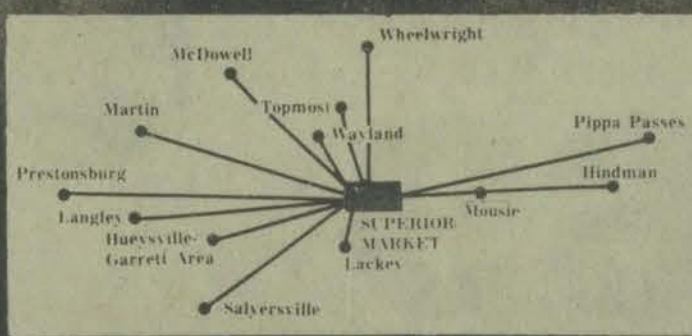 Wheelwright
McDowell
Topmost
Martin
Wayland
Pippa Passes
Prestonsburg
Hindman
Langley
Mousie
SUPERIOR
MARKET
Hueysville-
Garrett Area
Lackey
Salyersville